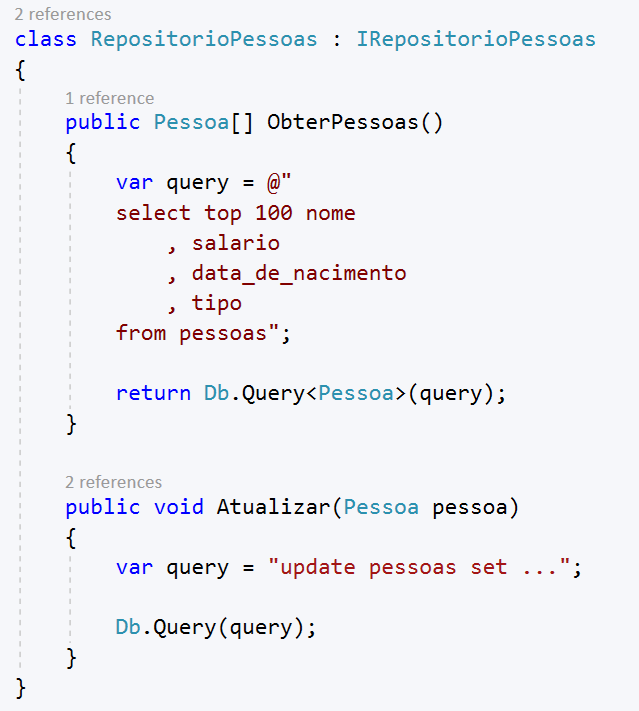 2 references
class RepositorioPessoas : IRepositorioPessoas
{
1 reference
public Pessoa[] ObterPessoas()
{
var query = @"
select top 100 nome
, salario
, data_de_nacimento
, tipo
from pessoas";
return Db.Query<Pessoa>(query);
}
2 references
public void Atualizar(Pessoa pessoa)
{
var query = "update pessoas set ...";
Db.Query(query);
}
}